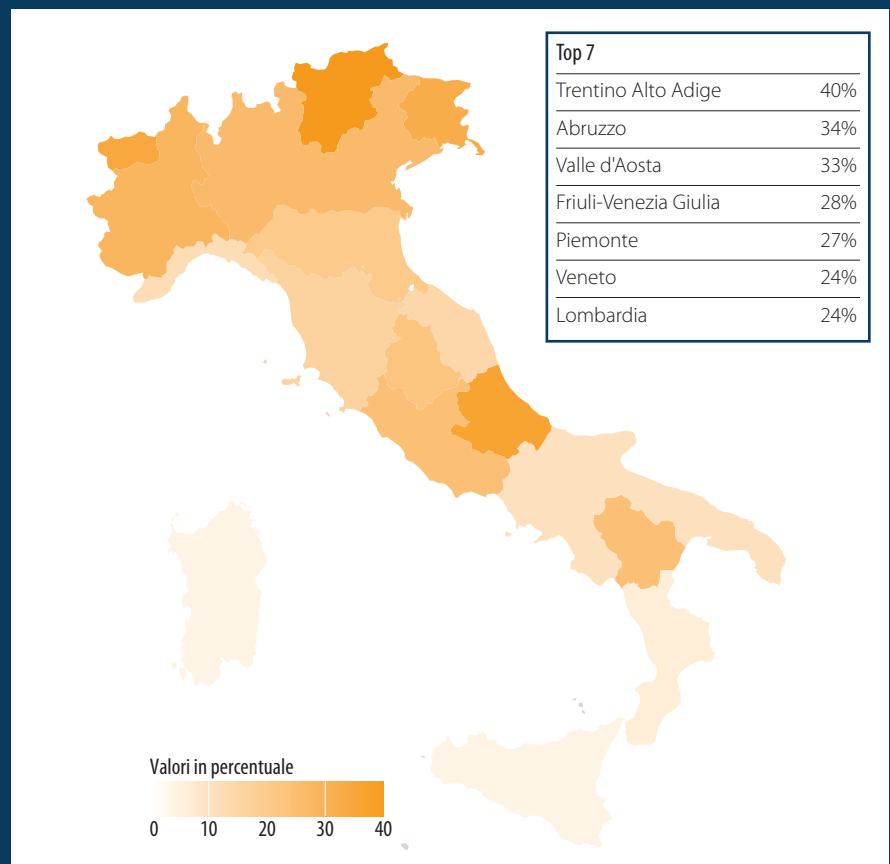 Top 7
Trentino Alto Adige 40%
Abruzzo 34%
Valle d'Aosta 33%
Friuli-Venezia Giulia 28%
Piemonte 27%
Veneto 24%
Lombardia 24%
Valori in percentuale
0 10 20 30 40